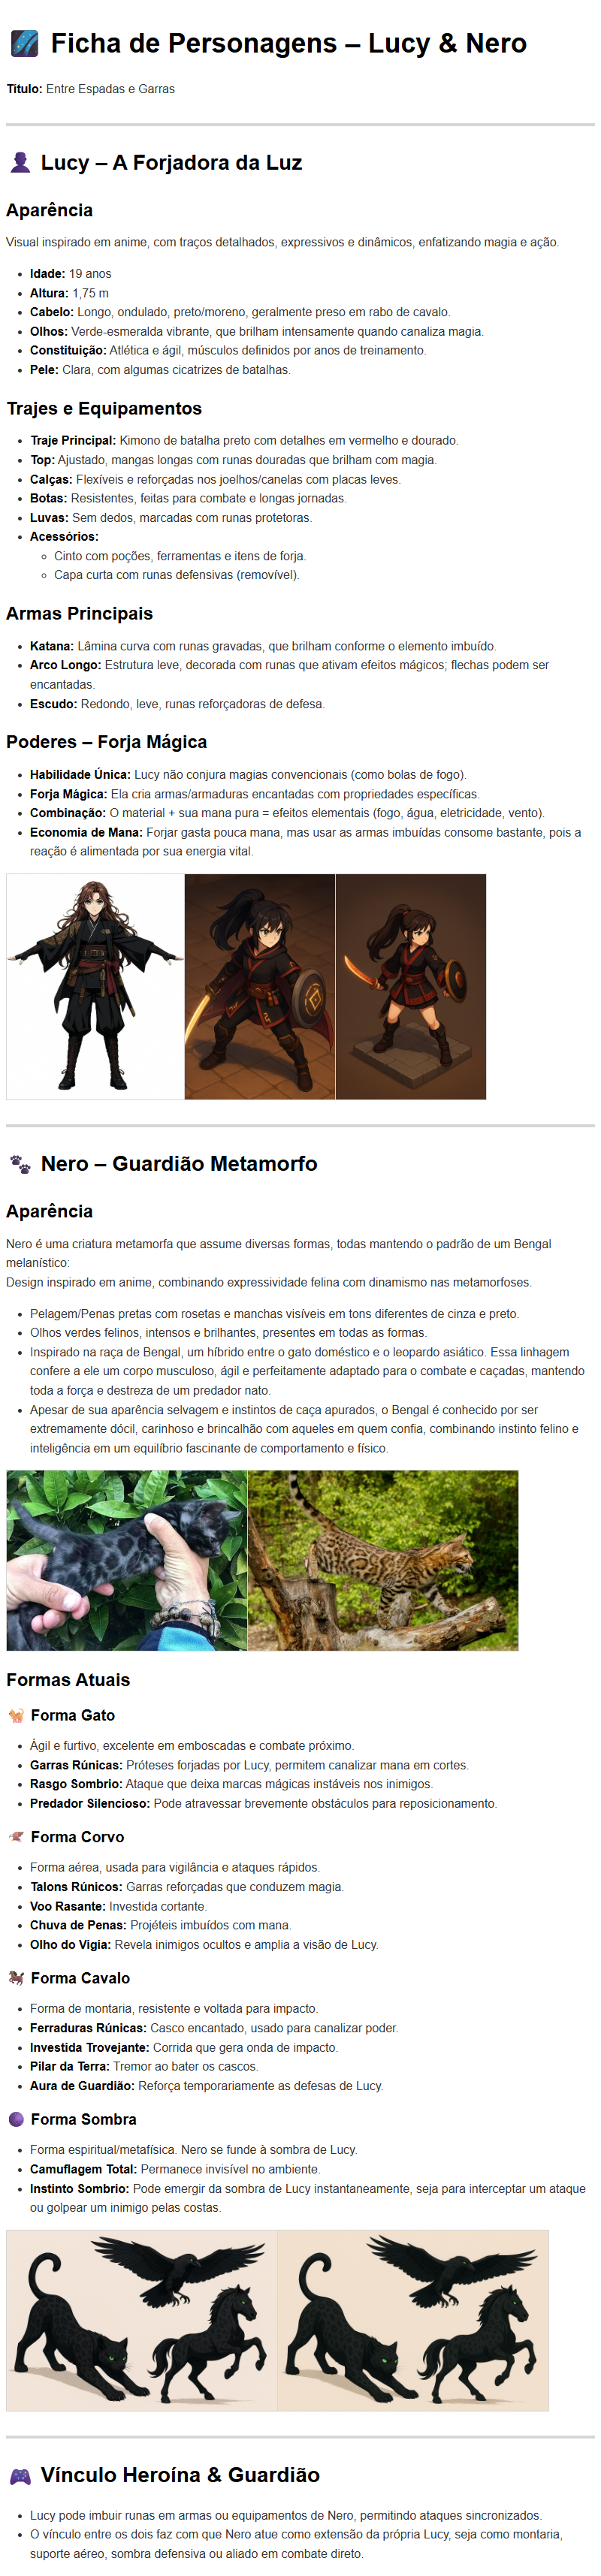 Ficha de Personagens – Lucy & Nero
Título: Entre Espadas e Garras
Lucy – A Forjadora da Luz
Aparência
Visual inspirado em anime, com traços detalhados, expressivos e dinâmicos, enfatizando magia e ação.
• Idade: 19 anos
• Altura: 1,75 m
• Cabelo: Longo, ondulado, preto/moreno, geralmente preso em rabo de cavalo.
• Olhos: Verde-esmeralda vibrante, que brilham intensamente quando canaliza magia.
• Constituição: Atlética e ágil, músculos definidos por anos de treinamento.
• Pele: Clara, com algumas cicatrizes de batalhas.
Trajes e Equipamentos
• Traje Principal: Kimono de batalha preto com detalhes em vermelho e dourado.
• Top: Ajustado, mangas longas com runas douradas que brilham com magia.
• Calças: Flexíveis e reforçadas nos joelhos/canelas com placas leves.
• Botas: Resistentes, feitas para combate e longas jornadas.
• Luvas: Sem dedos, marcadas com runas protetoras.
• Acessórios:
◦ Cinto com poções, ferramentas e itens de forja.
◦ Capa curta com runas defensivas (removível).
Armas Principais
• Katana: Lâmina curva com runas gravadas, que brilham conforme o elemento imbuído.
• Arco Longo: Estrutura leve, decorada com runas que ativam efeitos mágicos; flechas podem ser
encantadas.
• Escudo: Redondo, leve, runas reforçadoras de defesa.
Poderes – Forja Mágica
• Habilidade Única: Lucy não conjura magias convencionais (como bolas de fogo).
• Forja Mágica: Ela cria armas/armaduras encantadas com propriedades específicas.
• Combinação: O material + sua mana pura = efeitos elementais (fogo, água, eletricidade, vento).
• Economia de Mana: Forjar gasta pouca mana, mas usar as armas imbuídas consome bastante, pois a
reação é alimentada por sua energia vital.
Nero – Guardião Metamorfo
Aparência
Nero é uma criatura metamorfa que assume diversas formas, todas mantendo o padrão de um Bengal
melanístico:
Design inspirado em anime, combinando expressividade felina com dinamismo nas metamorfoses.
• Pelagem/Penas pretas com rosetas e manchas visíveis em tons diferentes de cinza e preto.
• Olhos verdes felinos, intensos e brilhantes, presentes em todas as formas.
• Inspirado na raça de Bengal, um híbrido entre o gato doméstico e o leopardo asiático. Essa linhagem
confere a ele um corpo musculoso, ágil e perfeitamente adaptado para o combate e caçadas, mantendo
toda a força e destreza de um predador nato.
• Apesar de sua aparência selvagem e instintos de caça apurados, o Bengal é conhecido por ser
extremamente dócil, carinhoso e brincalhão com aqueles em quem confia, combinando instinto felino e
inteligência em um equilíbrio fascinante de comportamento e físico.
Formas Atuais
Forma Gato
• Ágil e furtivo, excelente em emboscadas e combate próximo.
• Garras Rúnicas: Próteses forjadas por Lucy, permitem canalizar mana em cortes.
• Rasgo Sombrio: Ataque que deixa marcas mágicas instáveis nos inimigos.
• Predador Silencioso: Pode atravessar brevemente obstáculos para reposicionamento.
Forma Corvo
• Forma aérea, usada para vigilância e ataques rápidos.
• Talons Rúnicos: Garras reforçadas que conduzem magia.
• Voo Rasante: Investida cortante.
• Chuva de Penas: Projéteis imbuídos com mana.
• Olho do Vigia: Revela inimigos ocultos e amplia a visão de Lucy.
Forma Cavalo
• Forma de montaria, resistente e voltada para impacto.
• Ferraduras Rúnicas: Casco encantado, usado para canalizar poder.
• Investida Trovejante: Corrida que gera onda de impacto.
• Pilar da Terra: Tremor ao bater os cascos.
• Aura de Guardião: Reforça temporariamente as defesas de Lucy.
Forma Sombra
• Forma espiritual/metafísica. Nero se funde à sombra de Lucy.
• Camuflagem Total: Permanece invisível no ambiente.
• Instinto Sombrio: Pode emergir da sombra de Lucy instantaneamente, seja para interceptar um ataque
ou golpear um inimigo pelas costas.
Vínculo Heroína & Guardião
• Lucy pode imbuir runas em armas ou equipamentos de Nero, permitindo ataques sincronizados.
• O vínculo entre os dois faz com que Nero atue como extensão da própria Lucy, seja como montaria,
suporte aéreo, sombra defensiva ou aliado em combate direto.